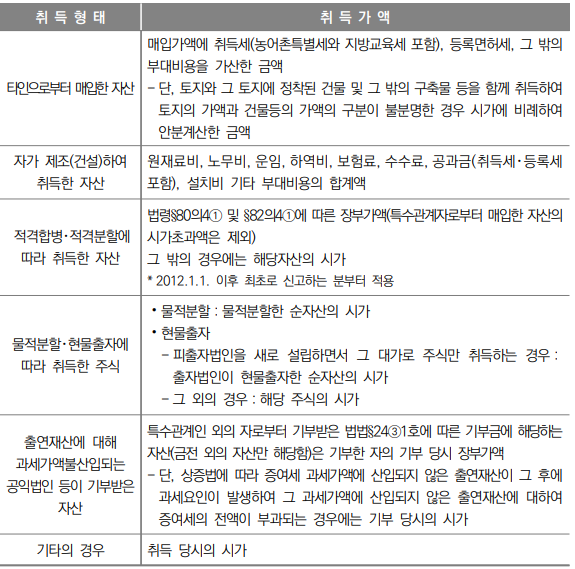 취 득 형 태
취 득 가 액
타인으로부터 매입한 자산
매입가액에 취득세(농어촌특별세와 지방교육세 포함), 등록면허세, 그 밖의
부대비용을 가산한 금액
- 단, 토지와 그 토지에 정착된 건물 및 그 밖의 구축물 등을 함께 취득하여
토지의 가액과 건물등의 가액의 구분이 불분명한 경우 시가에 비례하여
안분계산한 금액
자가 제조(건설)하여
취득한 자산
원재료비, 노무비, 운임, 하역비, 보험료, 수수료, 공과금(취득세·등록세
포함), 설치비 기타 부대비용의 합계액
적격합병·적격분할에
따라 취득한 자산
법령§80의4① 및 §82의4①에 따른 장부가액(특수관계자로부터 매입한 자산의
시가초과액은 제외)
그 밖의 경우에는 해당자산의 시가
* 2012.1.1. 이후 최초로 신고하는 분부터 적용
물적분할·현물출자에
따라 취득한 주식
• 물적분할 : 물적분할한 순자산의 시가
• 현물출자
- 피출자법인을 새로 설립하면서 그 대가로 주식만 취득하는 경우 :
출자법인이 현물출자한 순자산의 시가
- 그 외의 경우 : 해당 주식의 시가
출연재산에 대해
과세가액불산입되는
공익법인 등이 기부받은
자산
특수관계인 외의 자로부터 기부받은 법법§24③1호에 따른 기부금에 해당하는
자산(금전 외의 자산만 해당함)은 기부한 자의 기부 당시 장부가액
- 단, 상증법에 따라 증여세 과세가액에 산입되지 않은 출연재산이 그 후에
과세요인이 발생하여 그 과세가액에 산입되지 않은 출연재산에 대하여
증여세의 전액이 부과되는 경우에는 기부 당시의 시가
기타의 경우
취득 당시의 시가